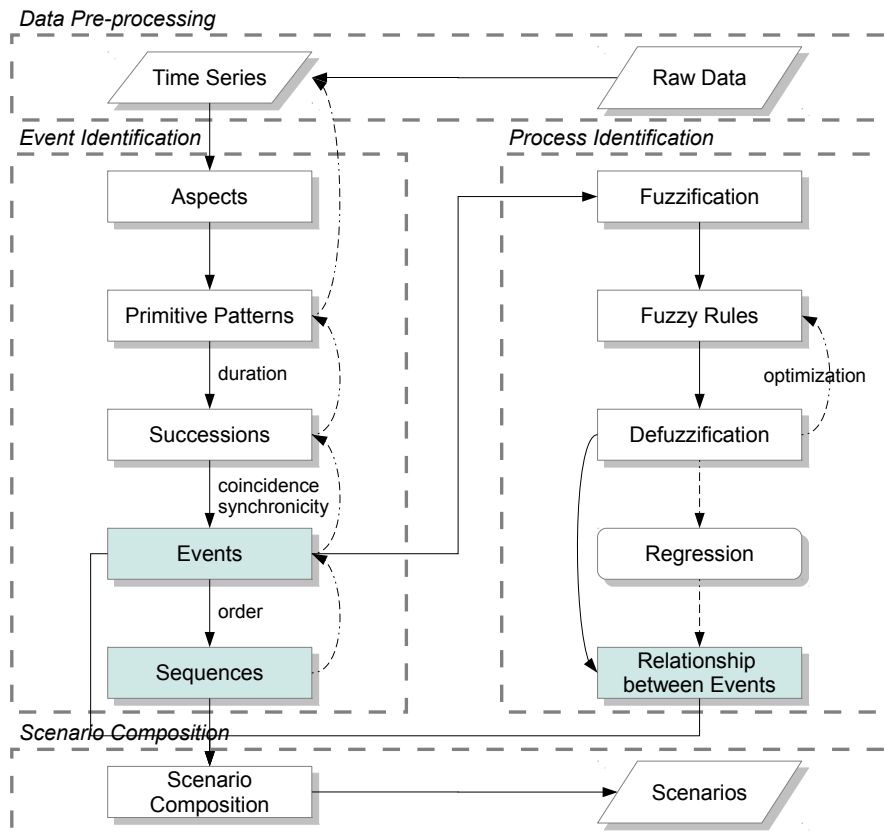 Data Pre-processing
Time Series
Raw Data
Event Identification
Process Identification
Aspects
Fuzzification
Primitive Patterns
Fuzzy Rules
duration
optimization
Successions
Defuzzification
coincidence
synchronicity
Events
Regression
order
Sequences
Relationship
between Events
Scenario Composition
Scenario
Composition
Scenarios